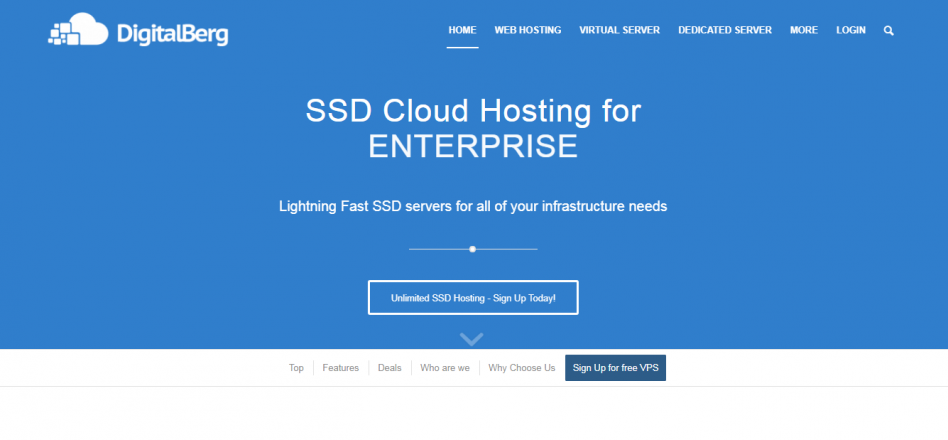 DigitalBerg
HOME WEB HOSTING VIRTUAL SERVER DEDICATED SERVER MORE LOGIN
SSD Cloud Hosting for
ENTERPRISE
Lightning Fast SSD servers for all of your infrastructure needs
Unlimited SSD Hosting - Sign Up Today!
Top Features Deals Who are we Why Choose Us Sign Up for free VPS